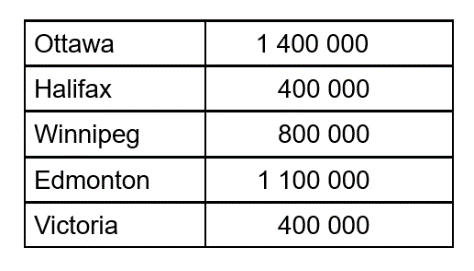 Ottawa 1 400 000
Halifax 400 000
Winnipeg 800 000
Edmonton 1 100 000
Victoria 400 000